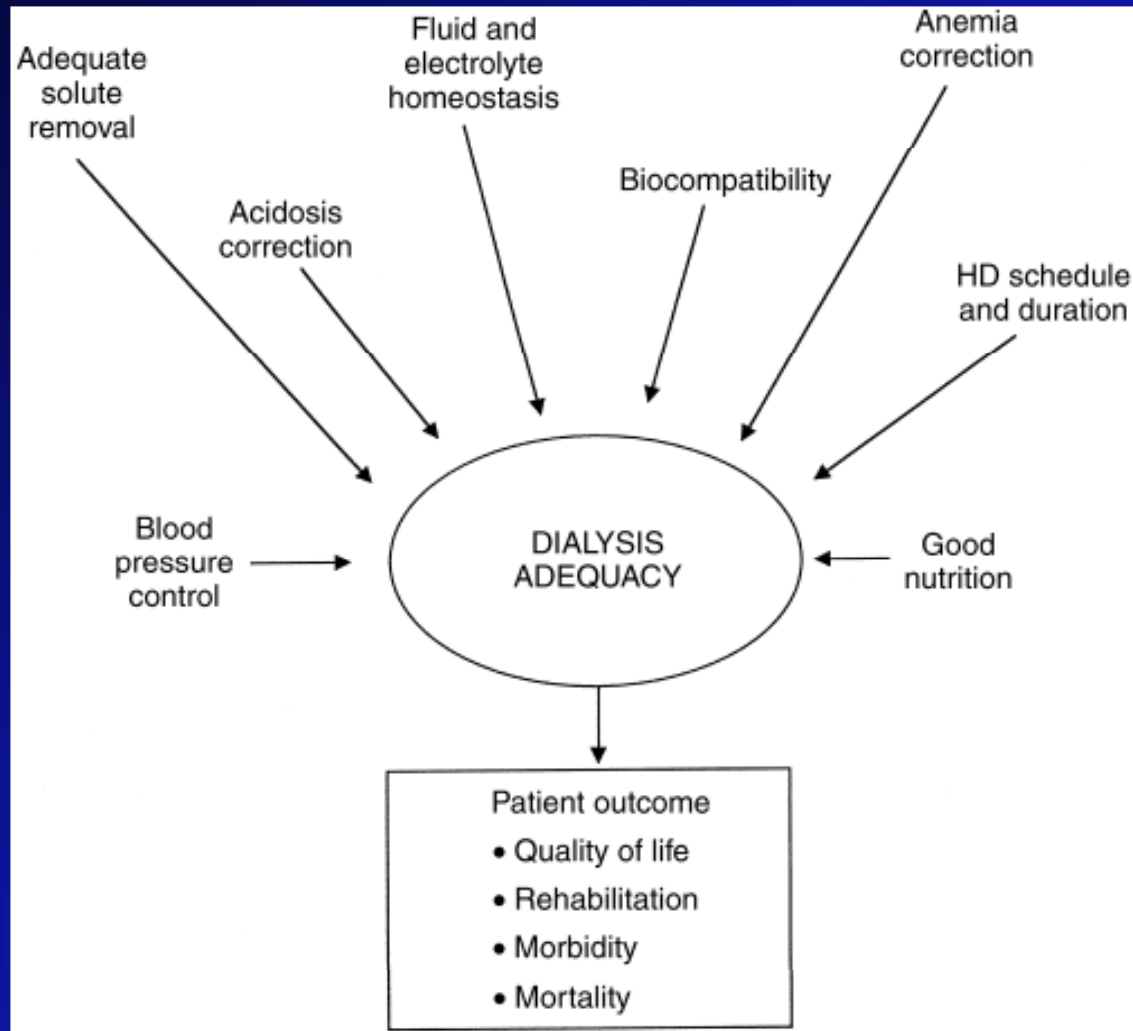 Adequate
solute
removal
Fluid and
electrolyte
homeostasis
Anemia
correction
Acidosis
correction
Biocompatibility
HD schedule
and duration
Blood
pressure
control
DIALYSIS
ADEQUACY
Good
nutrition
Patient outcome
• Quality of life
• Rehabilitation
• Morbidity
• Mortality